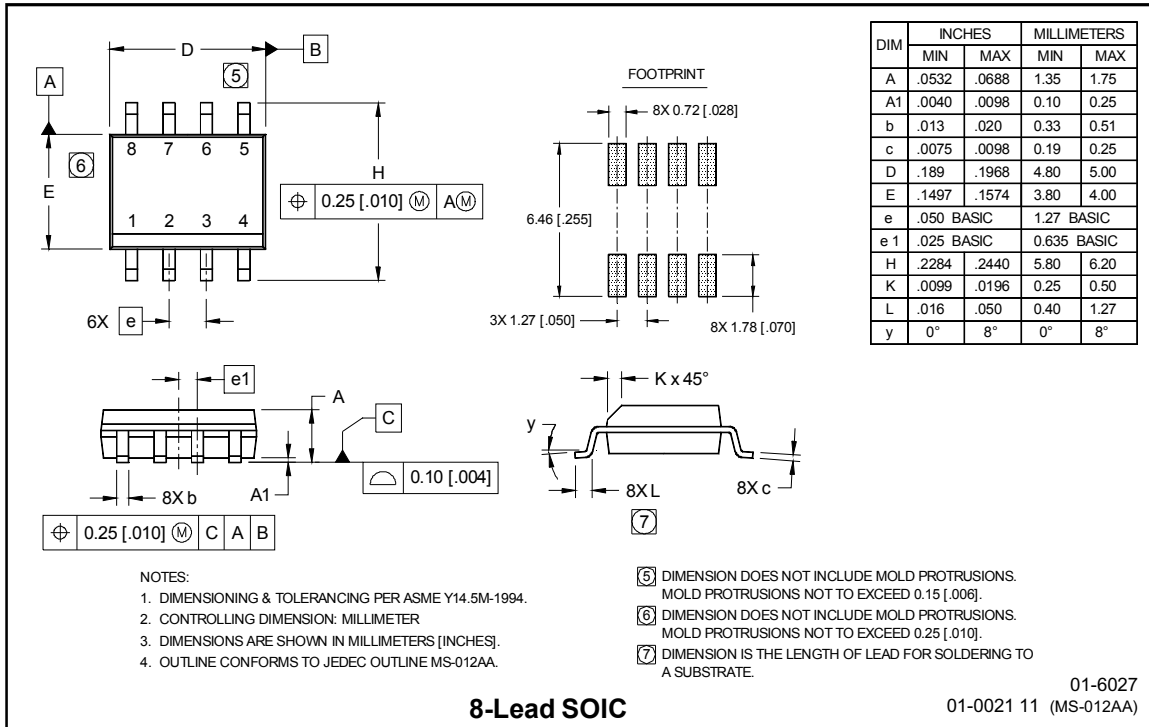 D
B
5
A
8 7 6 5
6
E
H
⌖ 0.25 [.010] Ⓜ A Ⓜ
1 2 3 4
6X e
FOOTPRINT
8X 0.72 [.028]
6.46 [.255]
3X 1.27 [.050]
8X 1.78 [.070]
DIM INCHES MILLIMETERS
MIN MAX MIN MAX
A .0532 .0688 1.35 1.75
A1 .0040 .0098 0.10 0.25
b .013 .020 0.33 0.51
c .0075 .0098 0.19 0.25
D .189 .1968 4.80 5.00
E .1497 .1574 3.80 4.00
e .050 BASIC 1.27 BASIC
e 1 .025 BASIC 0.635 BASIC
H .2284 .2440 5.80 6.20
K .0099 .0196 0.25 0.50
L .016 .050 0.40 1.27
y 0° 8° 0° 8°
e1
A
C
0.10 [.004]
8X b
A1
⌖ 0.25 [.010] Ⓜ C A B
K x 45°
y
8X L
7
8X c
NOTES:
1. DIMENSIONING & TOLERANCING PER ASME Y14.5M-1994.
2. CONTROLLING DIMENSION: MILLIMETER
3. DIMENSIONS ARE SHOWN IN MILLIMETERS [INCHES].
4. OUTLINE CONFORMS TO JEDEC OUTLINE MS-012AA.
5 DIMENSION DOES NOT INCLUDE MOLD PROTRUSIONS.
MOLD PROTRUSIONS NOT TO EXCEED 0.15 [.006].
6 DIMENSION DOES NOT INCLUDE MOLD PROTRUSIONS.
MOLD PROTRUSIONS NOT TO EXCEED 0.25 [.010].
7 DIMENSION IS THE LENGTH OF LEAD FOR SOLDERING TO
A SUBSTRATE.
8-Lead SOIC
01-6027
01-0021 11 (MS-012AA)